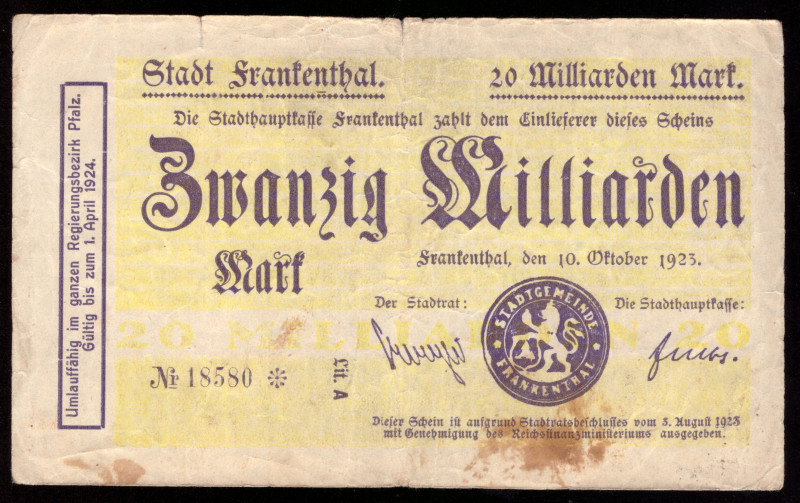 Stadt Frankenthal. 20 Milliarden Mark.
Die Stadthauptkasse Frankenthal zahlt dem Einlieferer dieses Scheins
Zwanzig Milliarden
Mark
Frankenthal, den 10. Oktober 1923.
Der Stadtrat: Die Stadthauptkasse:
STADTGEMEINDE
FRANKENTHAL
20 MILLIARDEN 20
№ 18580 *
Lit. A
Dieser Schein ist aufgrund Stadtratsbeschlusses vom 3. August 1923
mit Genehmigung des Reichsfinanzministeriums ausgegeben.
Umlauffähig im ganzen Regierungsbezirk Pfalz.
Gültig bis zum 1. April 1924.